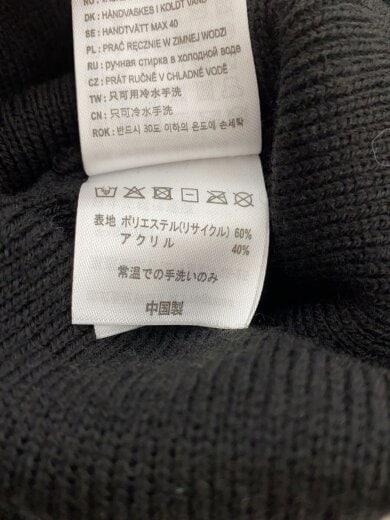 DK : HÅNDVASKES I KOLDT VAND
SE : HANDTVÄTT MAX 40
PL : PRAĆ RĘCZNIE W ZIMNEJ WODZI
RU : ручная стирка в холодной воде
CZ : PRÁT RUČNĚ V CHLADNÉ VODĚ
TW : 只可用冷水手洗
CN : 只可冷水手洗
ROK : 반드시 30도 이하의 온도에 손세탁
表地 ポリエステル(リサイクル) 60%
アクリル 40%
常温での手洗いのみ
中国製